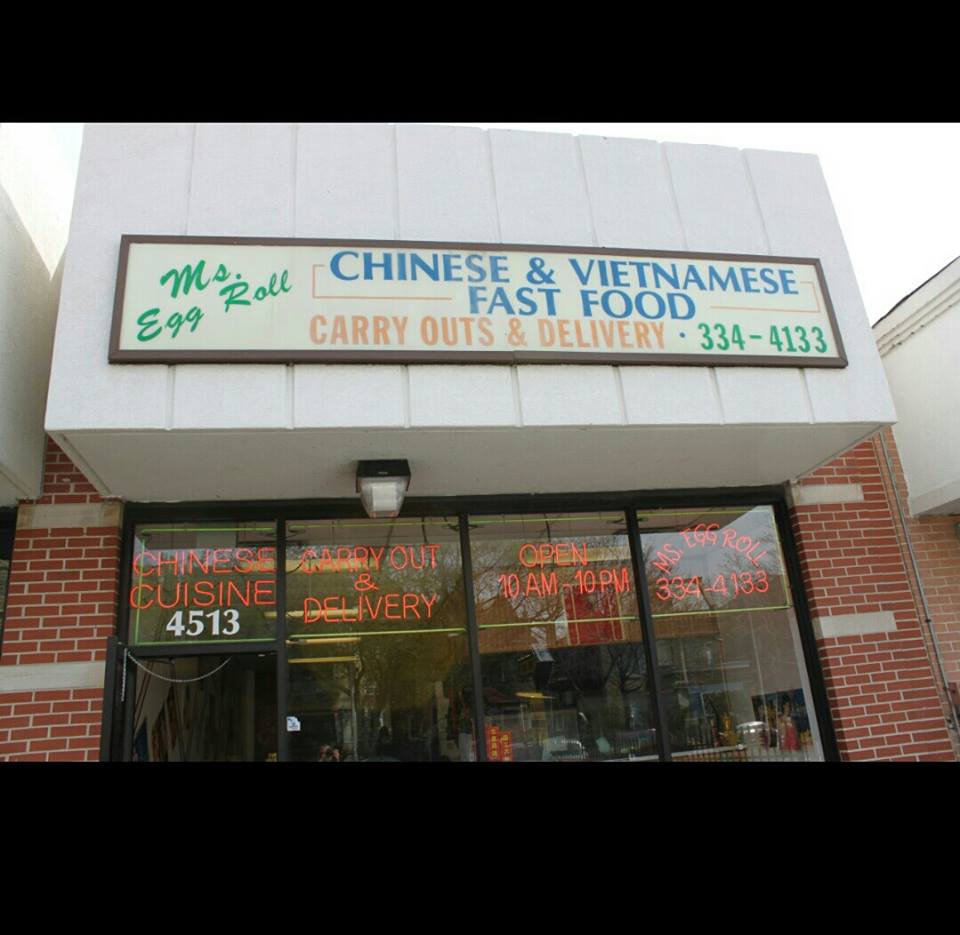 Ms.
Egg Roll
CHINESE & VIETNAMESE
FAST FOOD
CARRY OUTS & DELIVERY · 334-4133
CHINESE
CUISINE
4513
CARRY OUT
&
DELIVERY
OPEN
10 AM - 10 PM
MS. EGG ROLL
334-4133